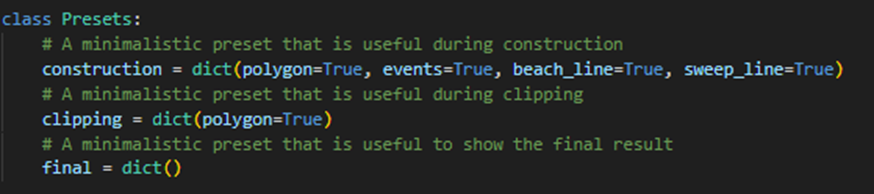 class Presets:
    # A minimalistic preset that is useful during construction
    construction = dict(polygon=True, events=True, beach_line=True, sweep_line=True)
    # A minimalistic preset that is useful during clipping
    clipping = dict(polygon=True)
    # A minimalistic preset that is useful to show the final result
    final = dict()